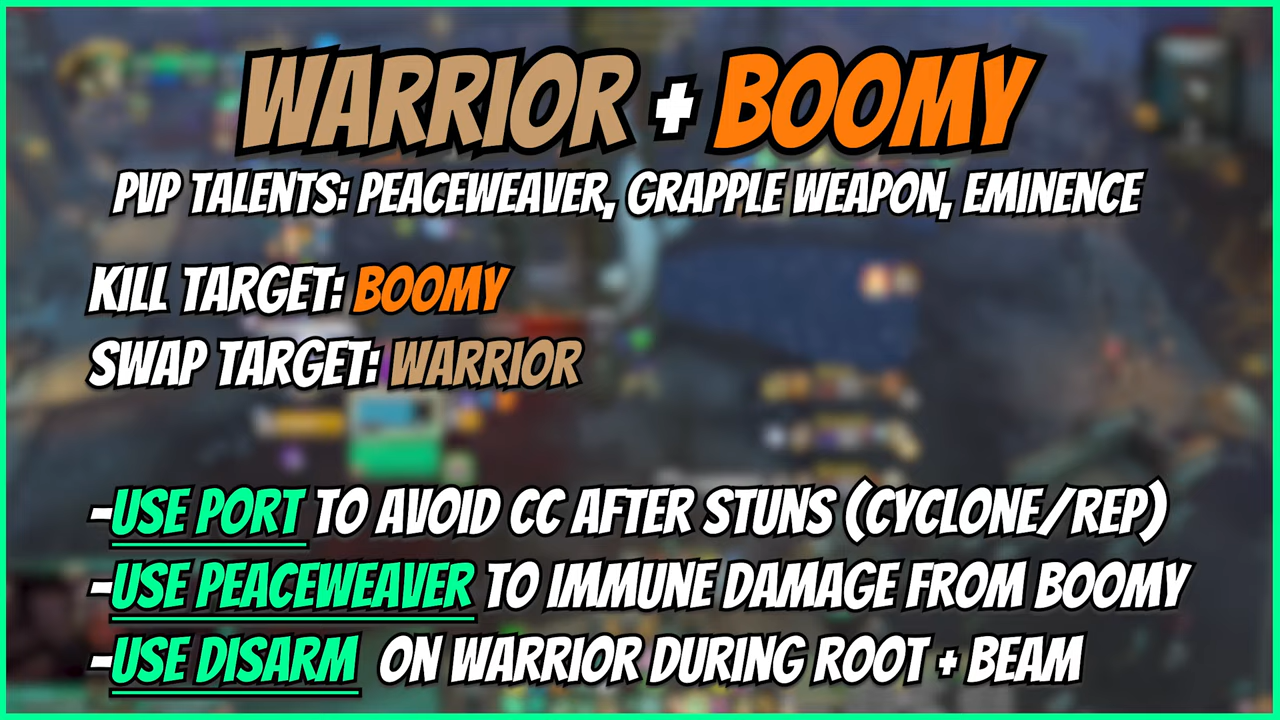 WARRIOR + BOOMY
PVP TALENTS: PEACEWEAVER, GRAPPLE WEAPON, EMINENCE
KILL TARGET: BOOMY
SWAP TARGET: WARRIOR
-USE PORT TO AVOID CC AFTER STUNS (CYCLONE/REP)
-USE PEACEWEAVER TO IMMUNE DAMAGE FROM BOOMY
-USE DISARM ON WARRIOR DURING ROOT + BEAM